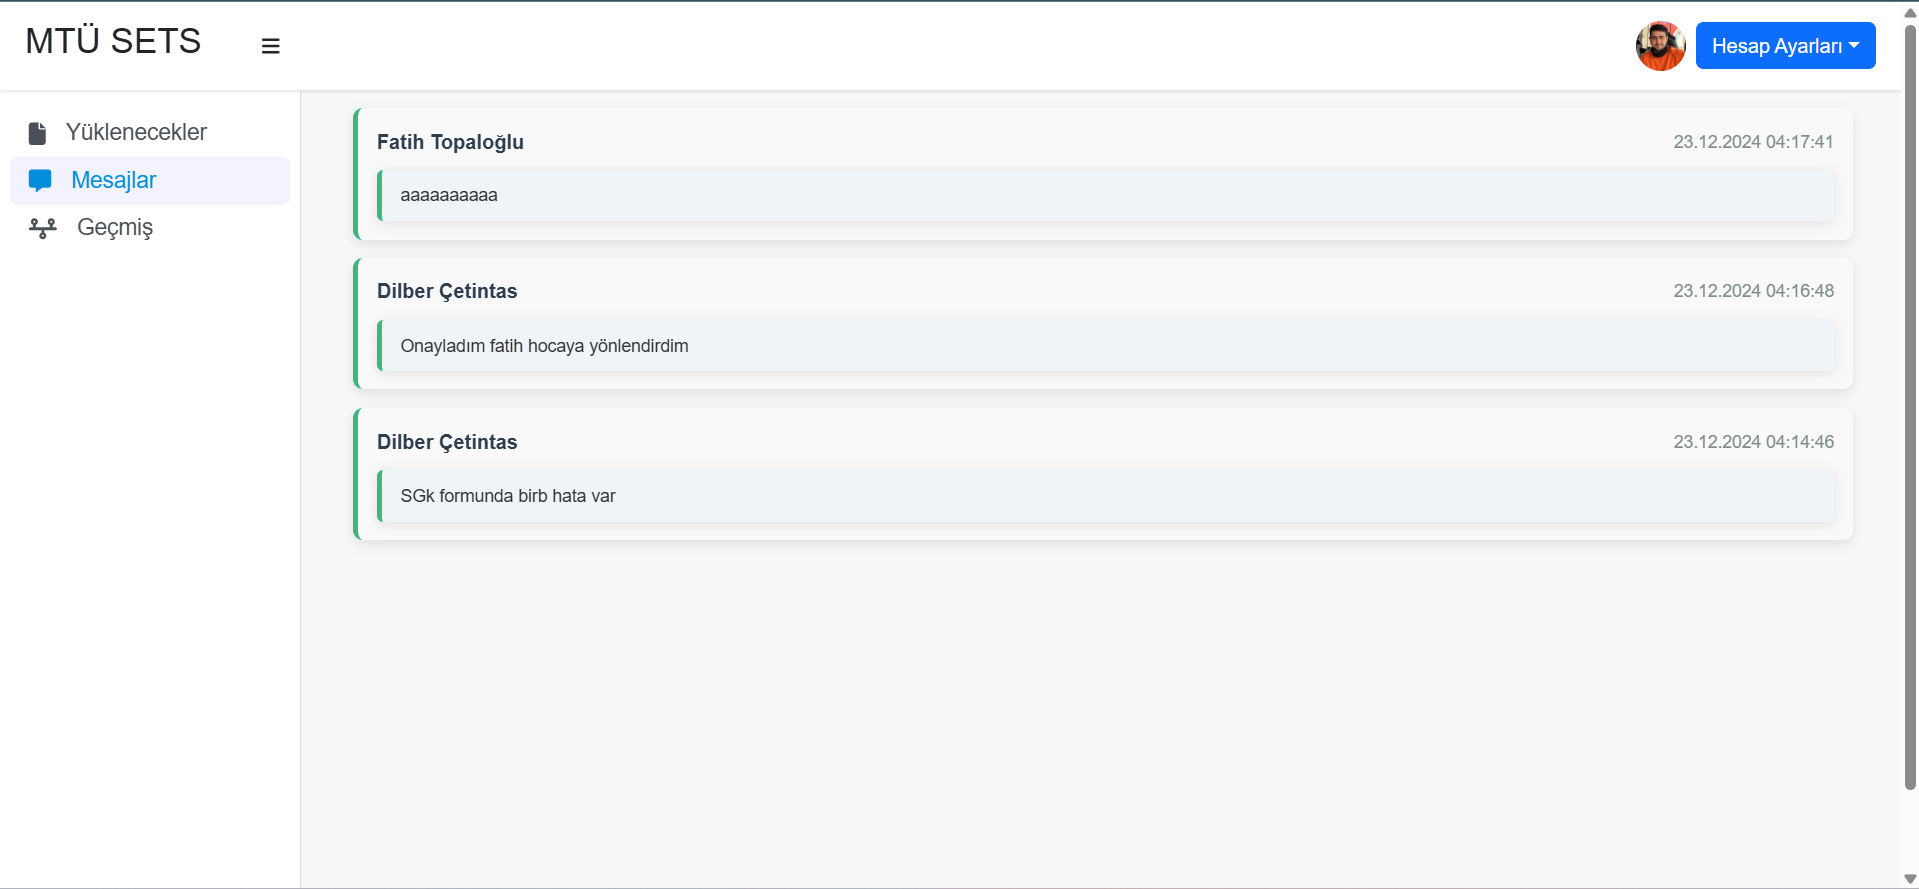 MTÜ SETS
Hesap Ayarları
Yüklenecekler
Mesajlar
Geçmiş
Fatih Topaloğlu
23.12.2024 04:17:41
aaaaaaaaaa
Dilber Çetintas
23.12.2024 04:16:48
Onayladım fatih hocaya yönlendirdim
Dilber Çetintas
23.12.2024 04:14:46
SGk formunda birb hata var